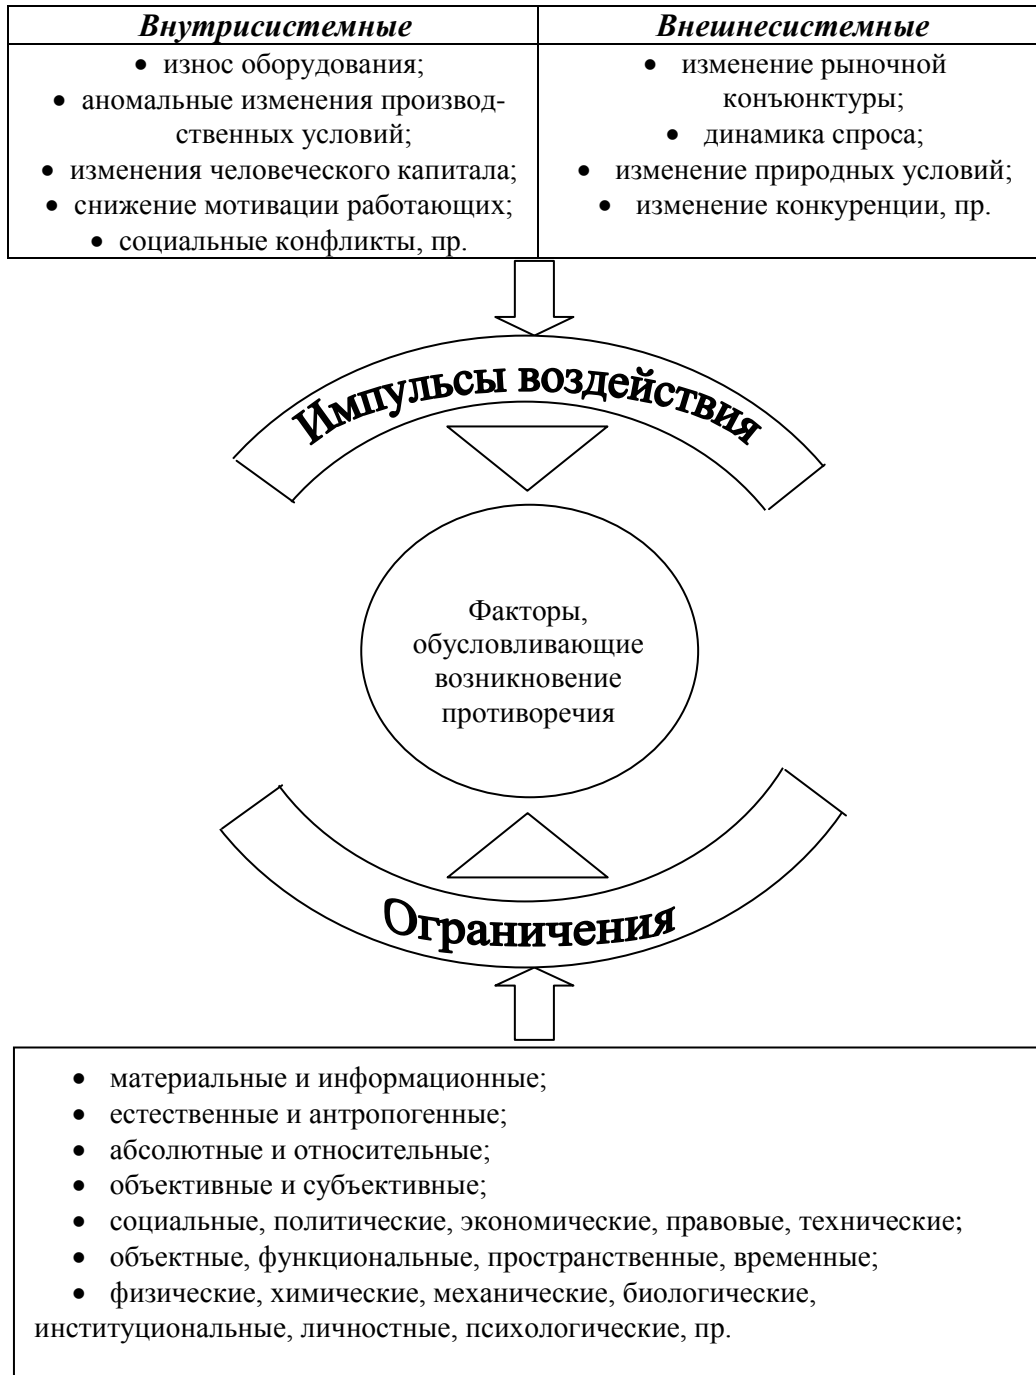 Внутрисистемные
• износ оборудования;
• аномальные изменения производ-
ственных условий;
• изменения человеческого капитала;
• снижение мотивации работающих;
• социальные конфликты, пр.
Внешнесистемные
• изменение рыночной
конъюнктуры;
• динамика спроса;
• изменение природных условий;
• изменение конкуренции, пр.
Импульсы воздействия
Факторы,
обусловливающие
возникновение
противоречия
Ограничения
• материальные и информационные;
• естественные и антропогенные;
• абсолютные и относительные;
• объективные и субъективные;
• социальные, политические, экономические, правовые, технические;
• объектные, функциональные, пространственные, временные;
• физические, химические, механические, биологические,
институциональные, личностные, психологические, пр.